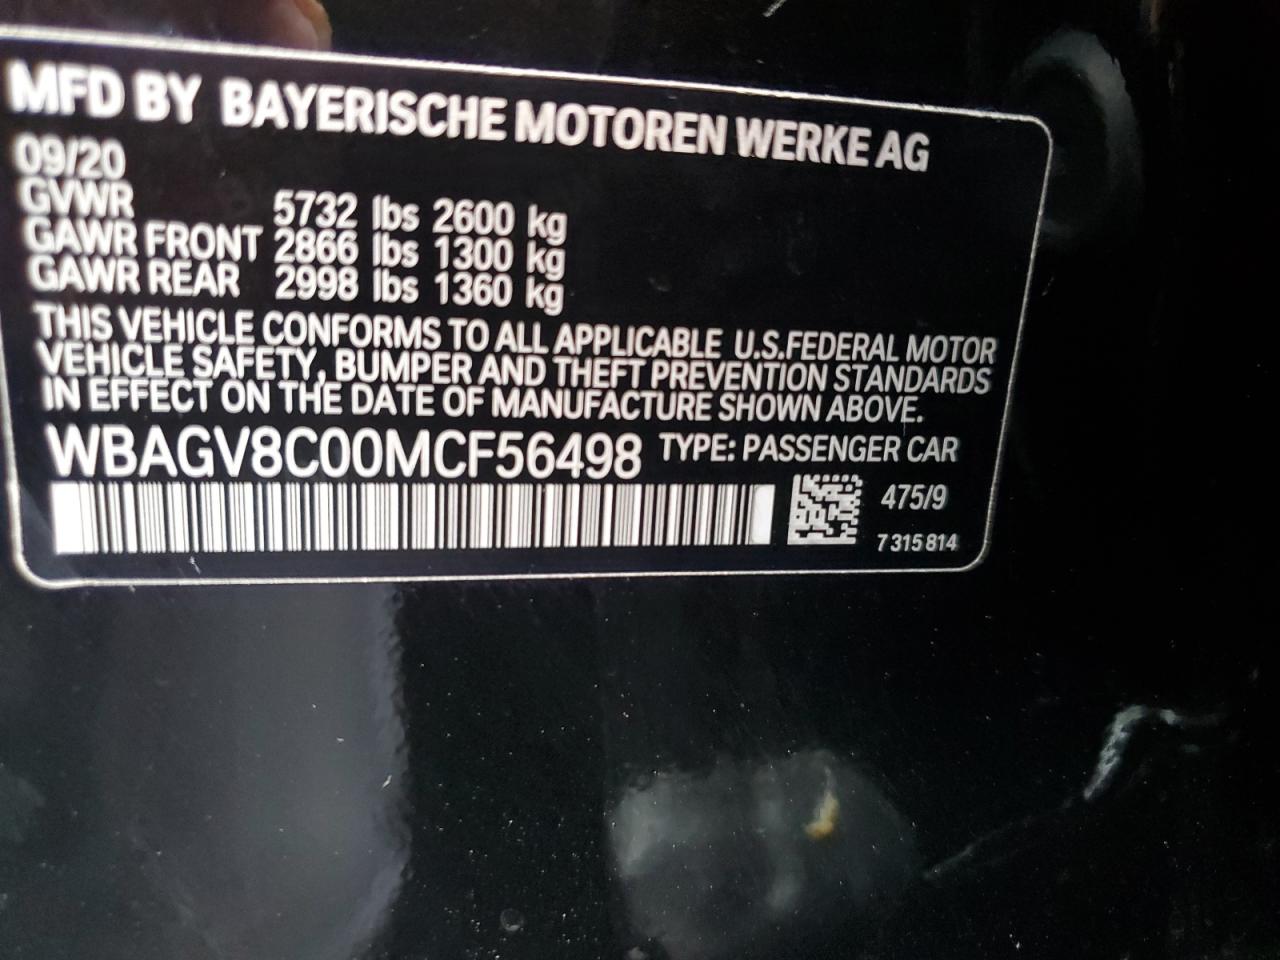 MFD BY BAYERISCHE MOTOREN WERKE AG
09/20
GVWR 5732 lbs 2600 kg
GAWR FRONT 2866 lbs 1300 kg
GAWR REAR 2998 lbs 1360 kg
THIS VEHICLE CONFORMS TO ALL APPLICABLE U.S.FEDERAL MOTOR
VEHICLE SAFETY, BUMPER AND THEFT PREVENTION STANDARDS
IN EFFECT ON THE DATE OF MANUFACTURE SHOWN ABOVE.
WBAGV8C00MCF56498 TYPE: PASSENGER CAR
475/9
7 315 814